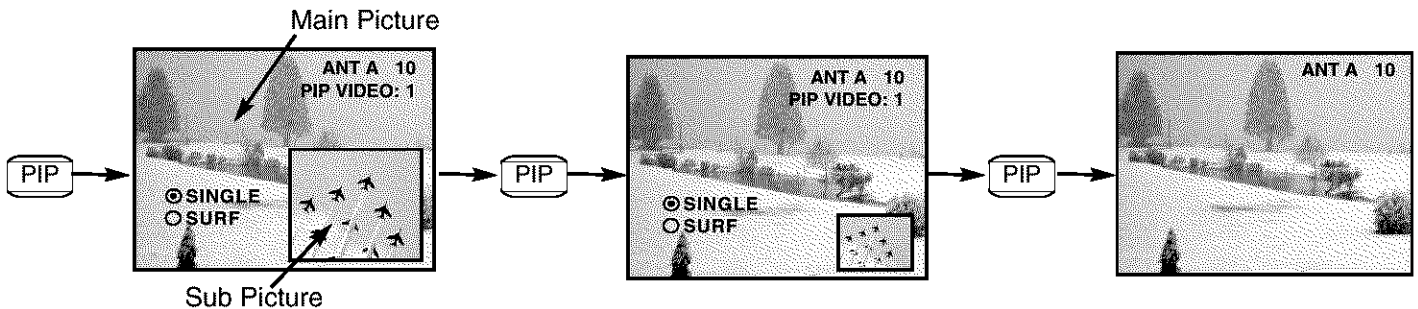 Main Picture
PIP
ANT A 10
PIP VIDEO: 1
SINGLE
SURF
Sub Picture
PIP
ANT A 10
PIP VIDEO: 1
SINGLE
SURF
PIP
ANT A 10